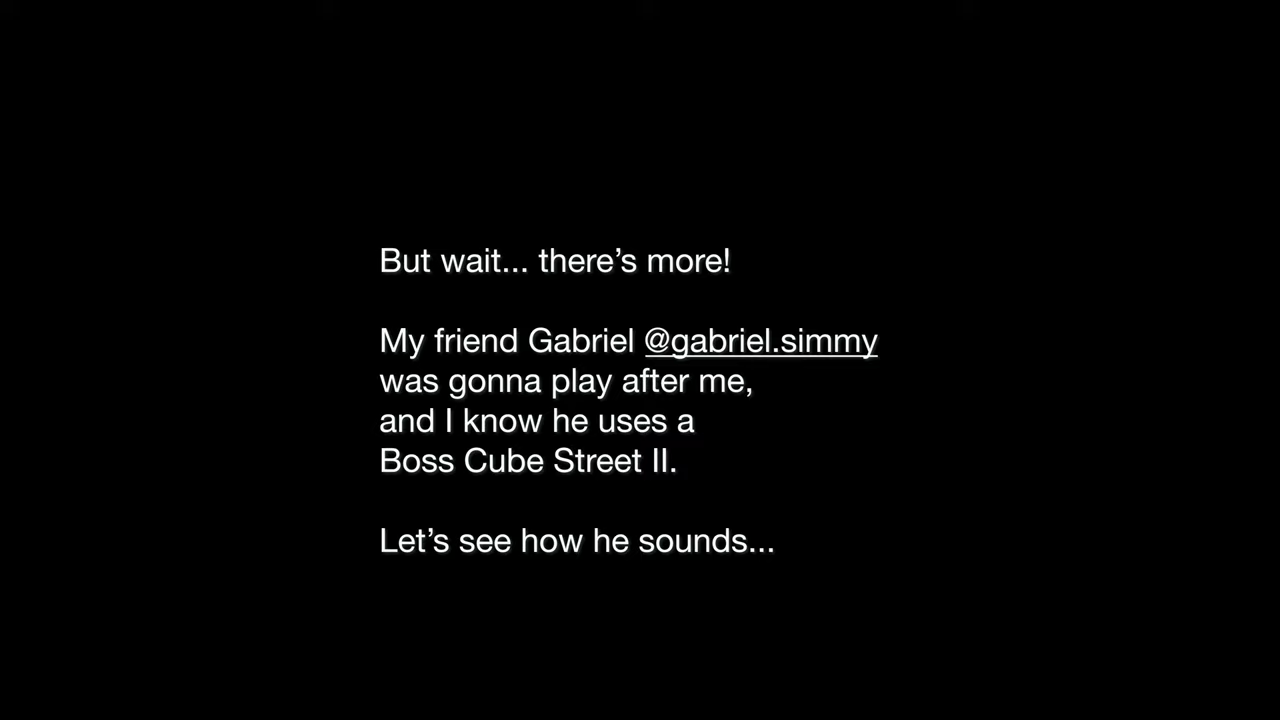 But wait... there’s more!
My friend Gabriel @gabriel.simmy
was gonna play after me,
and I know he uses a
Boss Cube Street II.
Let’s see how he sounds...